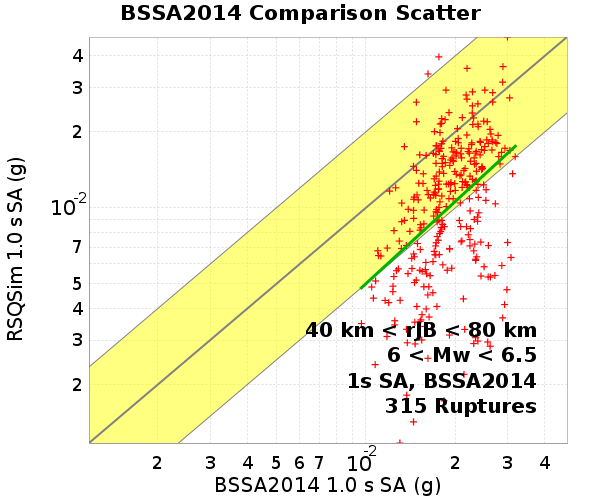 BSSA2014 Comparison Scatter
RSQSim 1.0 s SA (g)
4
3
2
10-2
7
5
4
3
2
40 km < rJB < 80 km
6 < Mw < 6.5
1s SA, BSSA2014
315 Ruptures
2 3 4 5 6 7 10-2 2 3 4
BSSA2014 1.0 s SA (g)